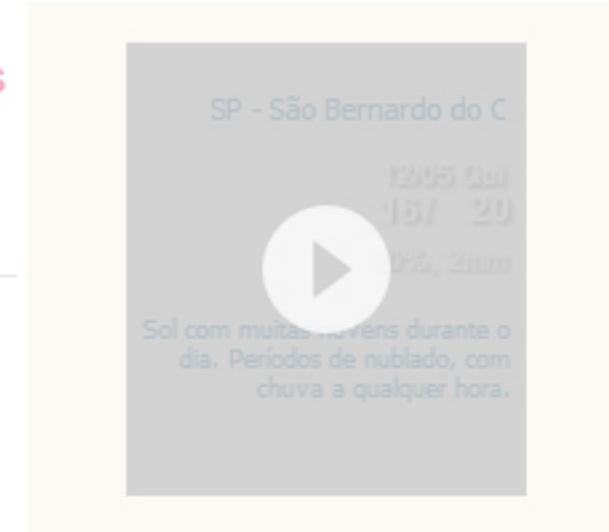 s
SP - São Bernardo do C
12/05 Qui
16/ 20
0%, 2mm
Sol com muitas nuvens durante o
dia. Períodos de nublado, com
chuva a qualquer hora.